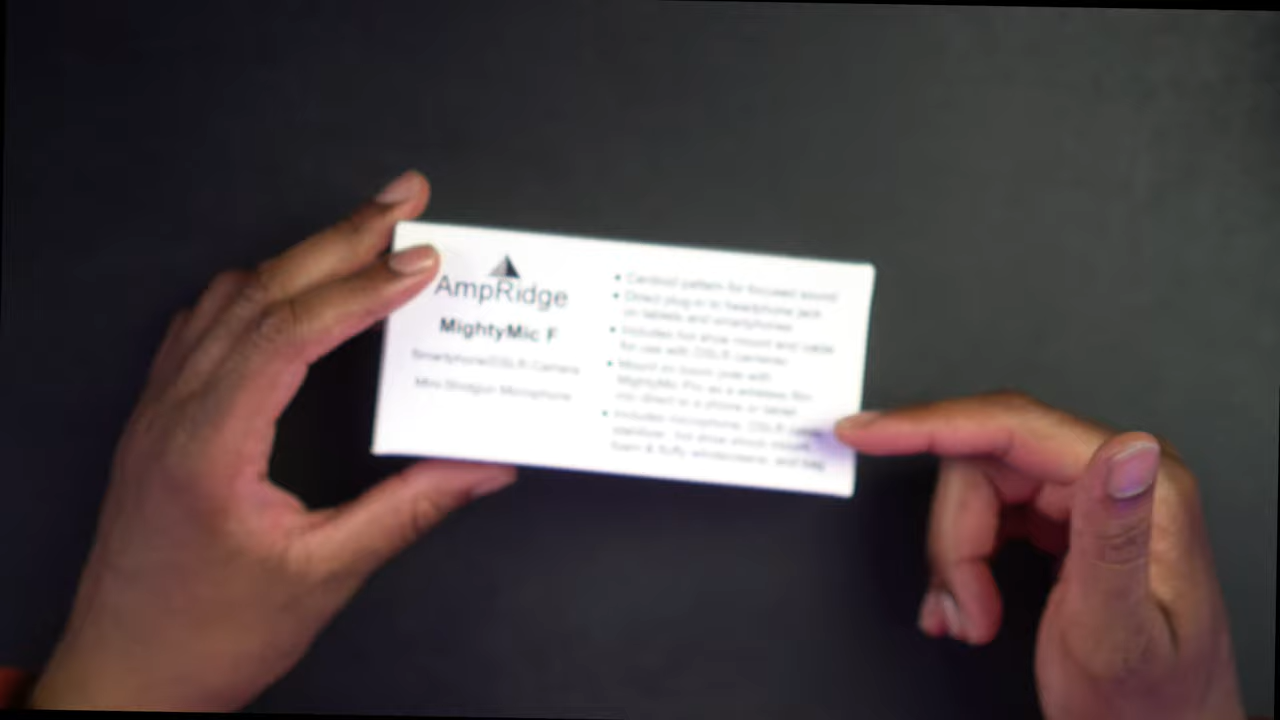 AmpRidge
MightyMic F
Smartphone/DSLR Camera
Mini Shotgun Microphone
• Cardioid pattern for focused sound
• Direct plug-in to headphone jack
on tablets and smartphones
• Includes hot shoe mount and cable
for use with DSLR cameras
• Mount on boom pole with
MightyMic Pro as a wireless
direct to a phone or tablet
• Includes microphone, DSLR
hot shoe shock mount,
foam & fluffy windscreens, and bag